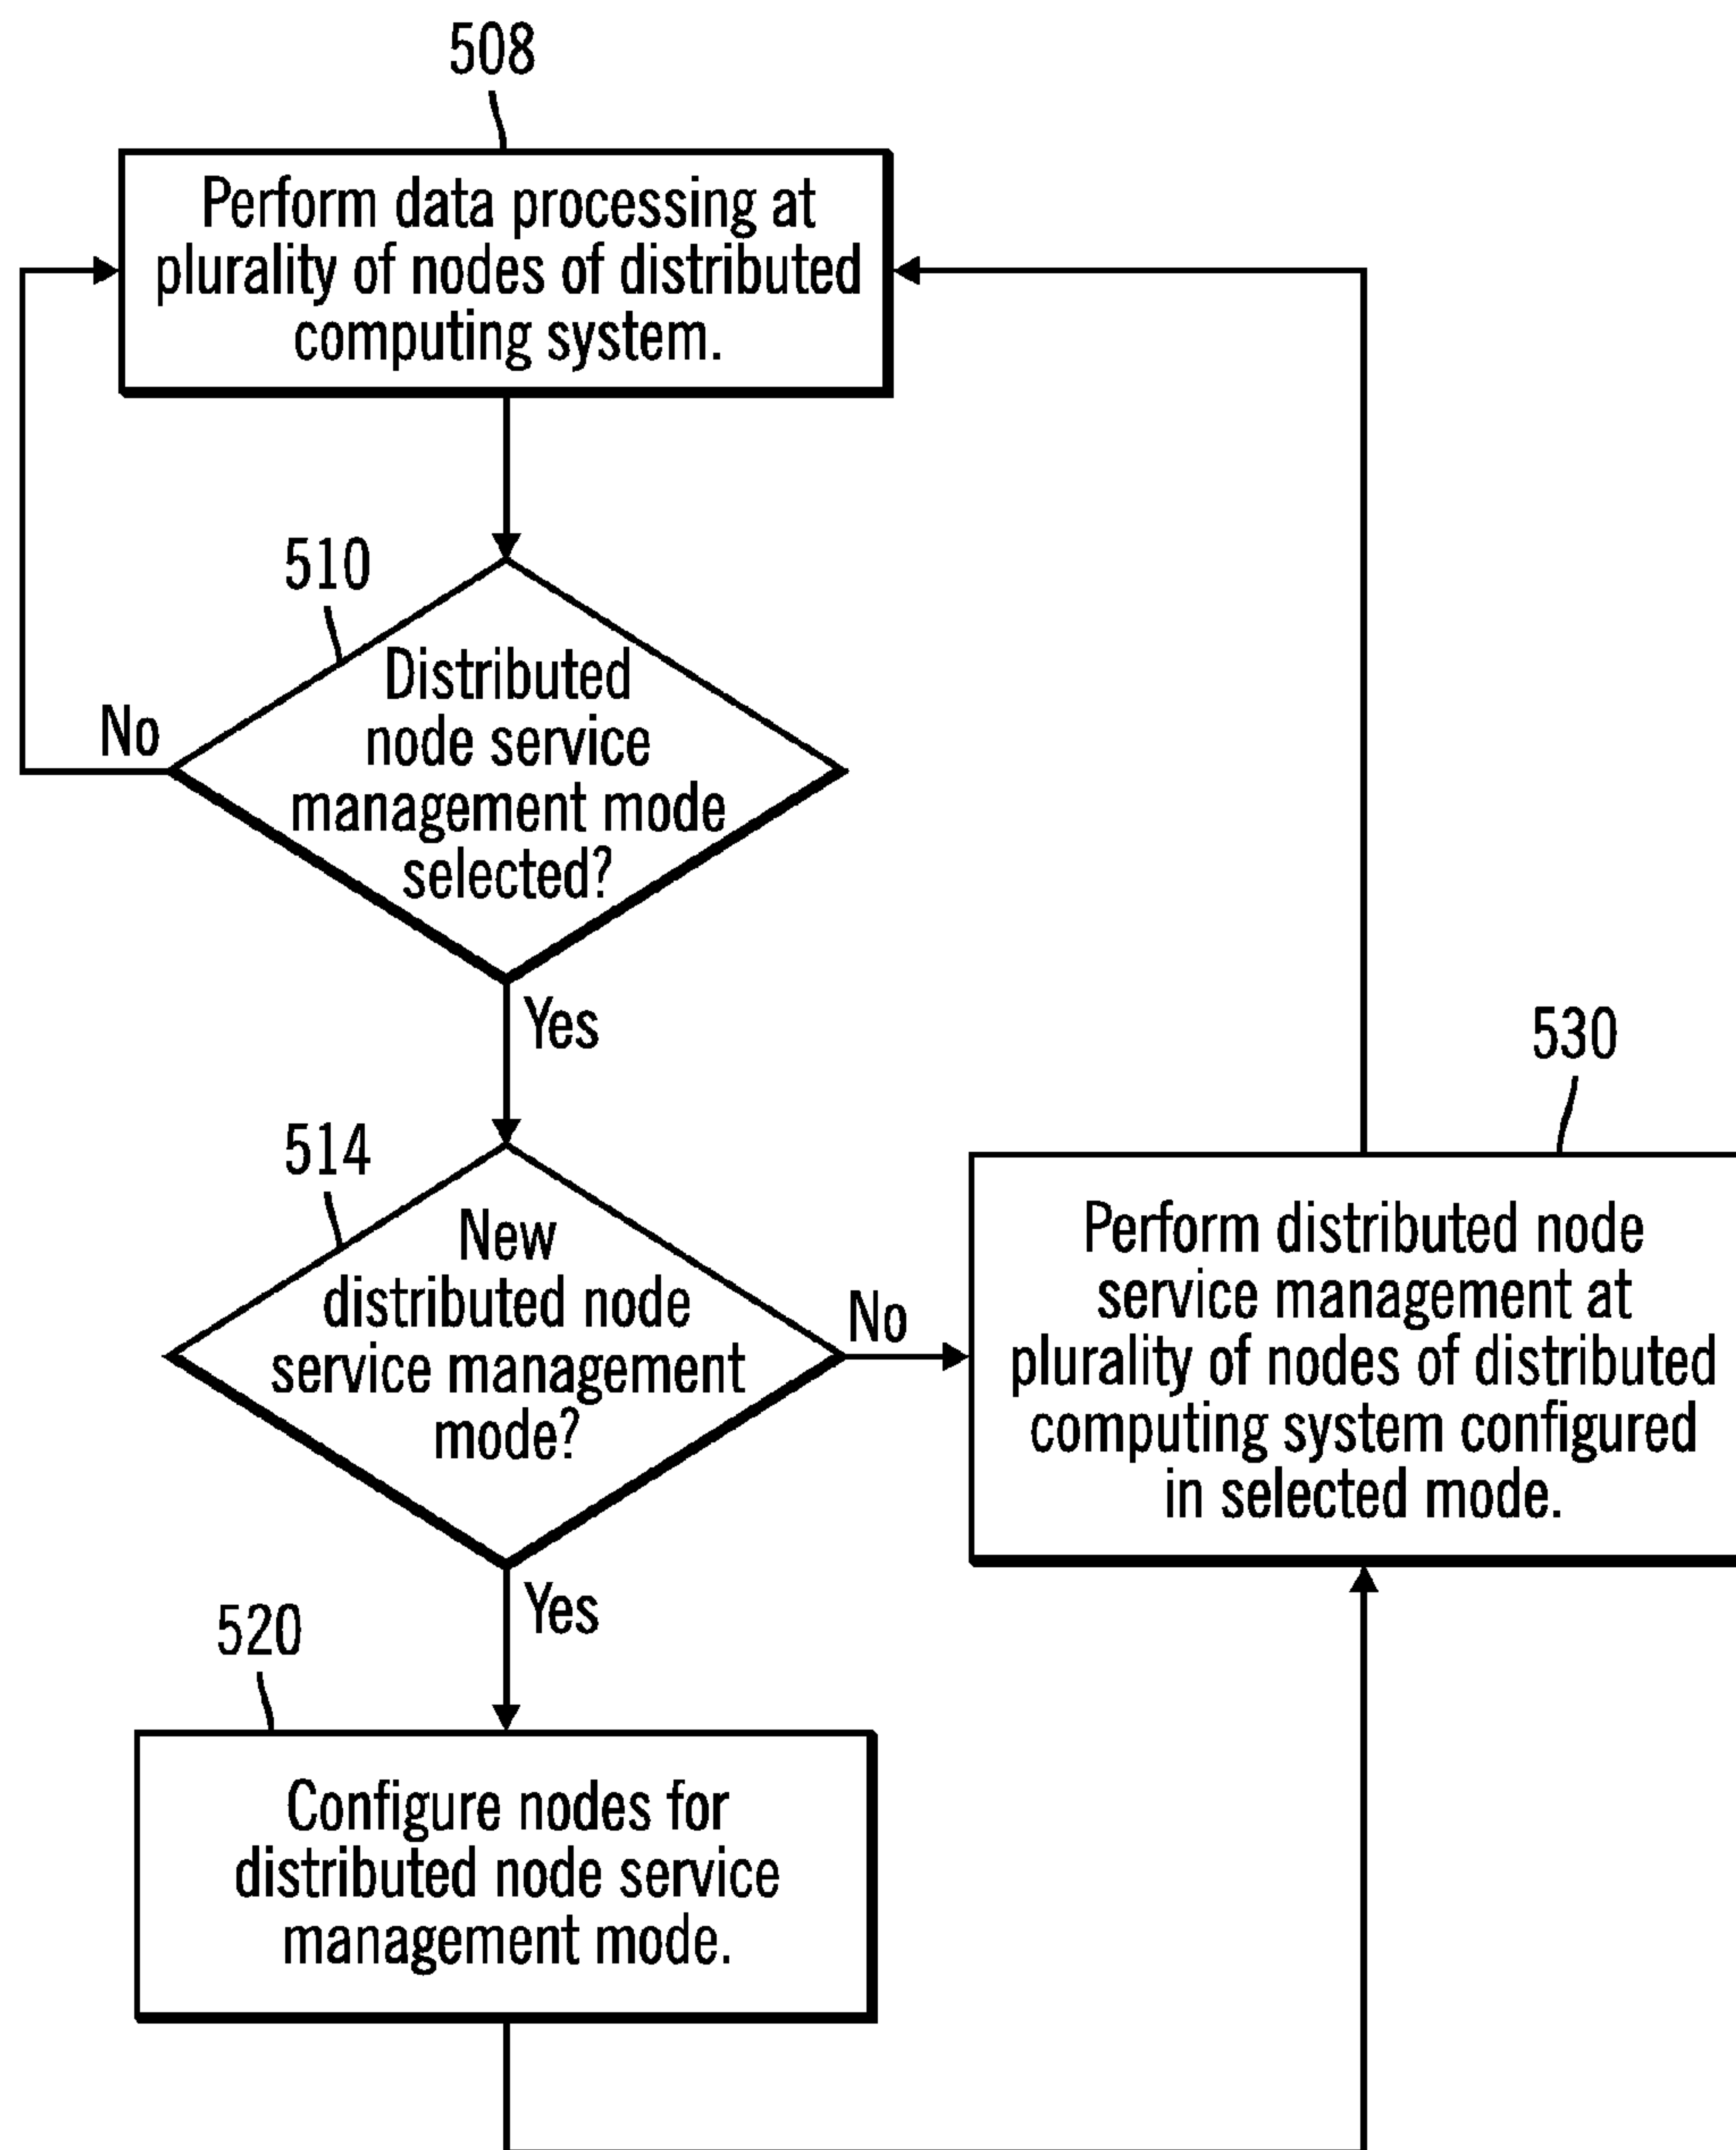 508
Perform data processing at
plurality of nodes of distributed
computing system.
510
Distributed
node service
management mode
selected?
No
Yes
514
New
distributed node
service management
mode?
No
Yes
530
Perform distributed node
service management at
plurality of nodes of distributed
computing system configured
in selected mode.
520
Configure nodes for
distributed node service
management mode.